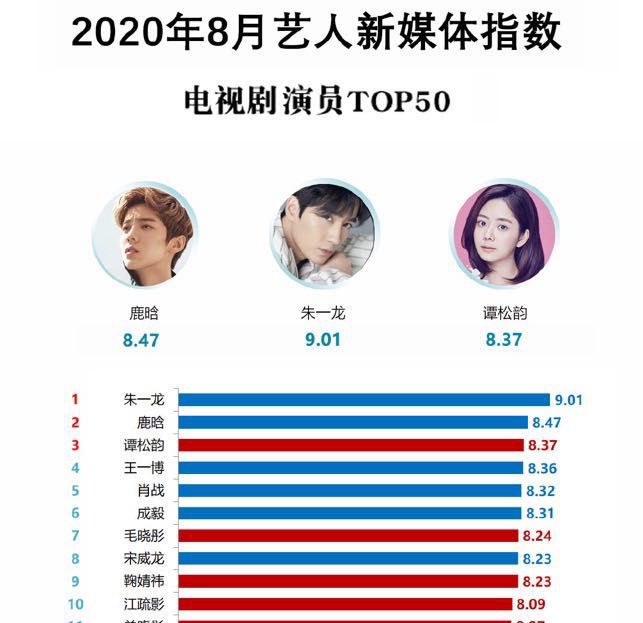 2020年8月艺人新媒体指数
电视剧演员TOP50
鹿晗 朱一龙 谭松韵
8.47 9.01 8.37
1 朱一龙 9.01
2 鹿晗 8.47
3 谭松韵 8.37
4 王一博 8.36
5 肖战 8.32
6 成毅 8.31
7 毛晓彤 8.24
8 宋威龙 8.23
9 鞠婧祎 8.23
10 江疏影 8.09